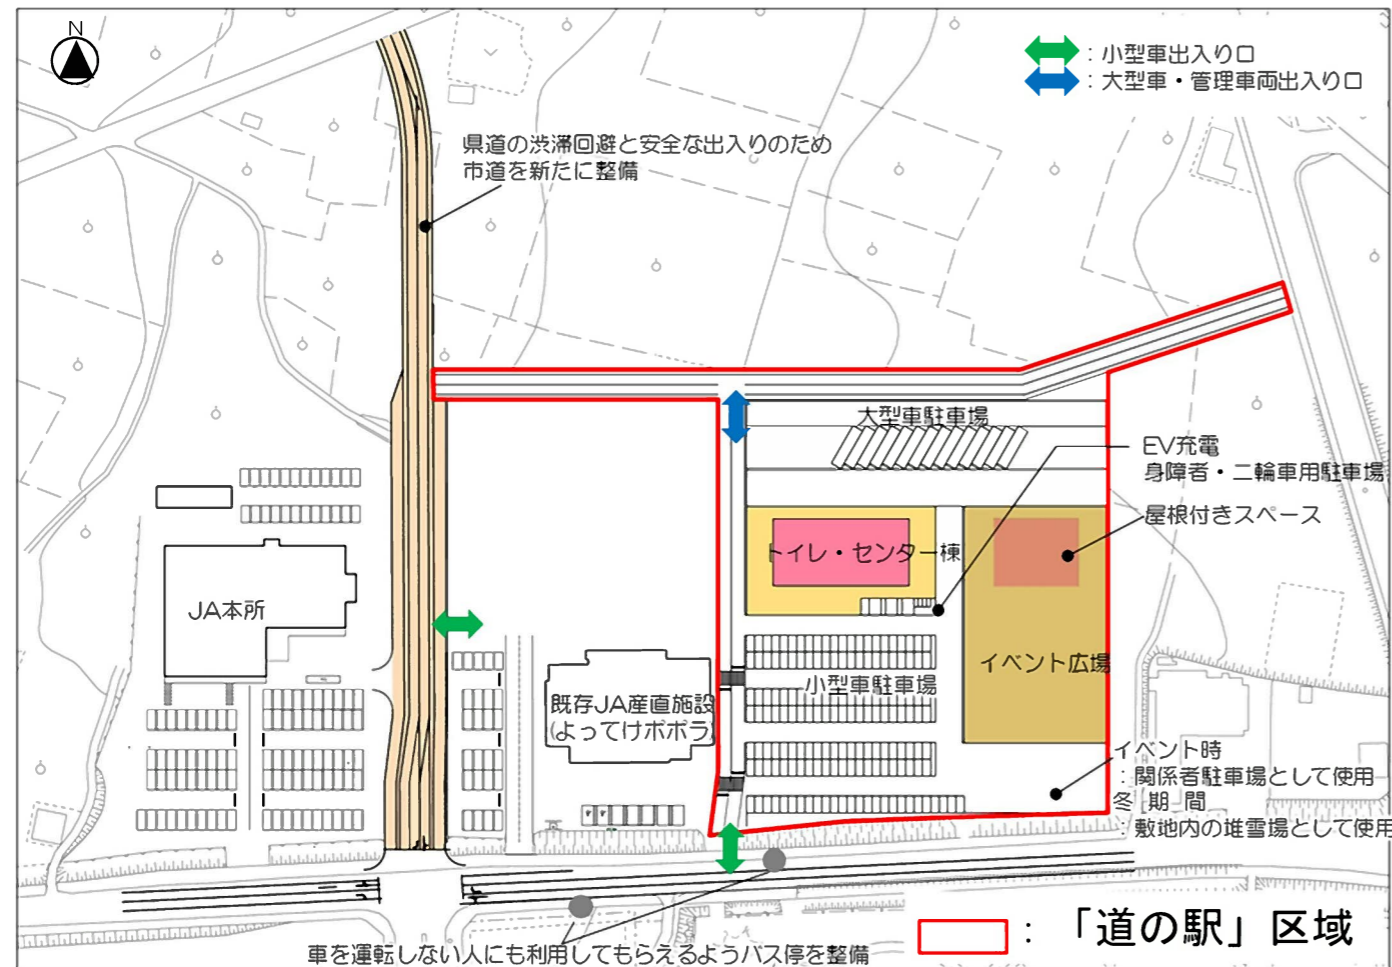 N
：小型車出入り口
：大型車・管理車両出入り口
県道の渋滞回避と安全な出入りのため
市道を新たに整備
大型車駐車場
EV充電
身障者・二輪車用駐車場
屋根付きスペース
トイレ・センター棟
JA本所
イベント広場
小型車駐車場
既存JA産直施設
(よってけポポラ)
イベント時
：関係者駐車場として使用
冬期間
：敷地内の堆雪場として使用
車を運転しない人にも利用してもらえるようバス停を整備
：「道の駅」区域